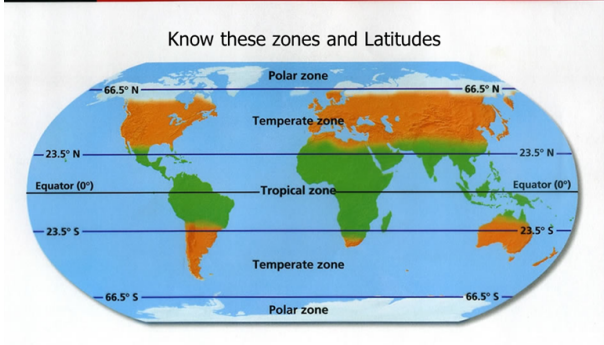 Know these zones and Latitudes
Polar zone
66.5° N 66.5° N
Temperate zone
23.5° N 23.5° N
Equator (0°) Tropical zone Equator (0°)
23.5° S 23.5° S
Temperate zone
66.5° S 66.5° S
Polar zone